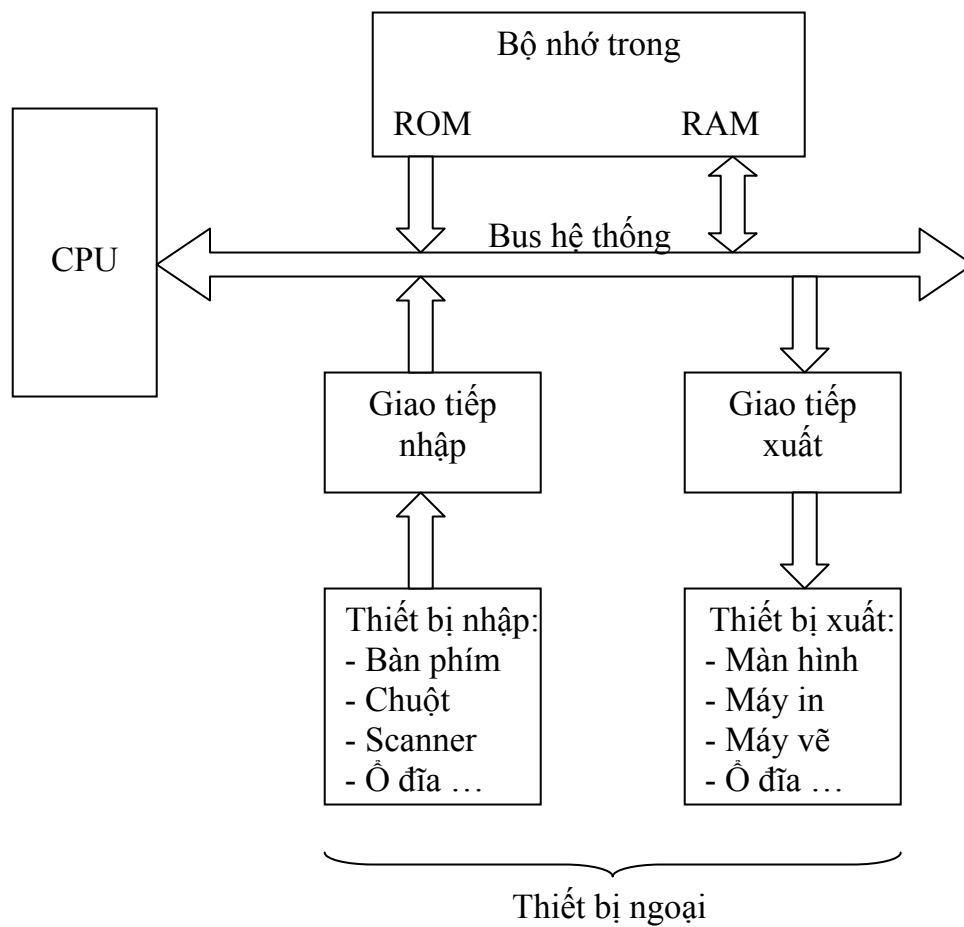 Bộ nhớ trong
ROM
RAM
CPU
Bus hệ thống
Giao tiếp
nhập
Giao tiếp
xuất
Thiết bị nhập:
- Bàn phím
- Chuột
- Scanner
- Ổ đĩa …
Thiết bị xuất:
- Màn hình
- Máy in
- Máy vẽ
- Ổ đĩa …
Thiết bị ngoại